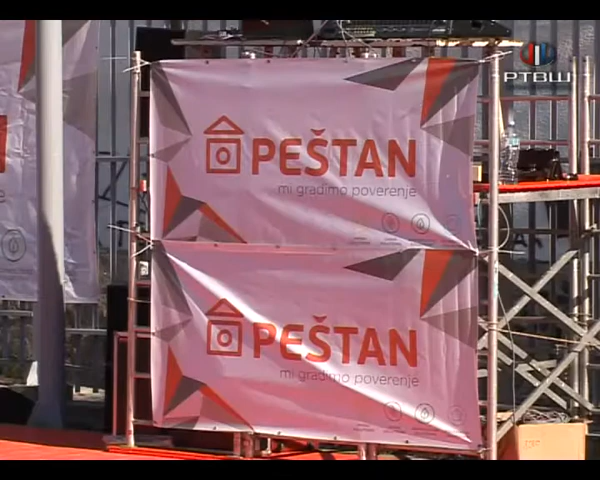 РТВШ
PEŠTAN
mi gradimo poverenje
PEŠTAN
mi gradimo poverenje